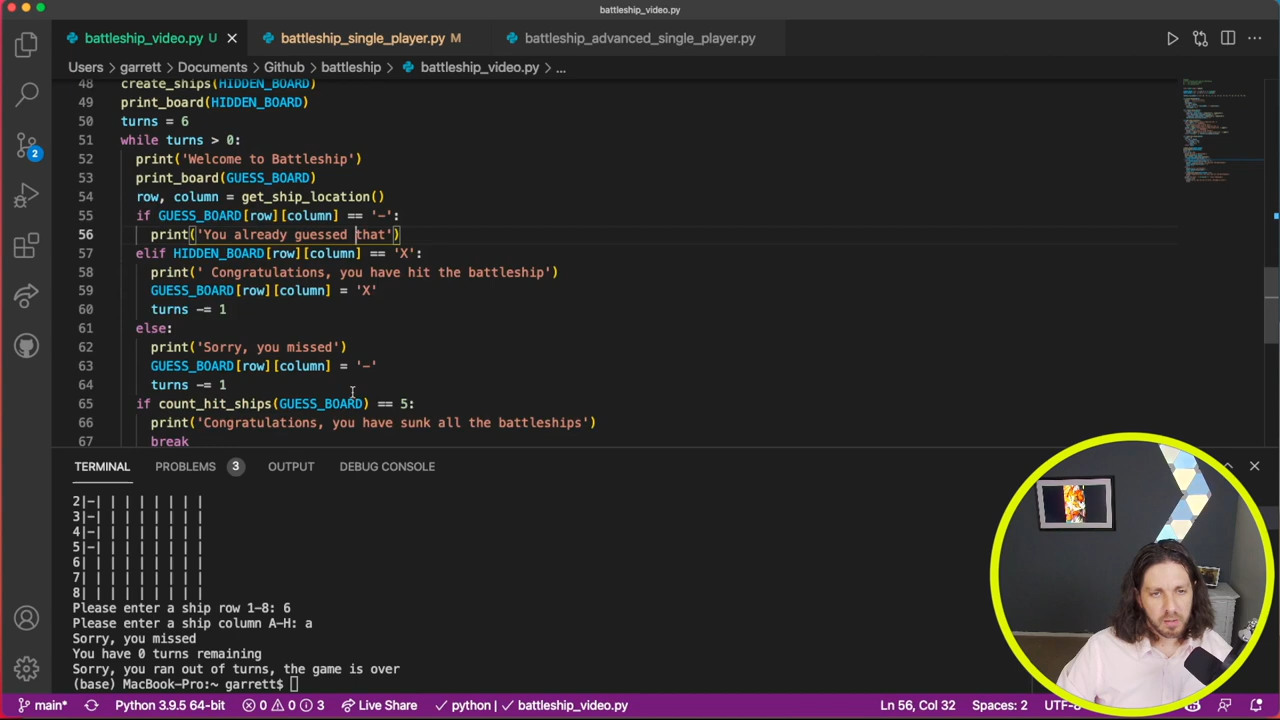 battleship_video.py
battleship_video.py U battleship_single_player.py M battleship_advanced_single_player.py
Users > garrett > Documents > Github > battleship > battleship_video.py > ...
48 create_ships(HIDDEN_BOARD)
49 print_board(HIDDEN_BOARD)
50 turns = 6
51 while turns > 0:
52 print('Welcome to Battleship')
53 print_board(GUESS_BOARD)
54 row, column = get_ship_location()
55 if GUESS_BOARD[row][column] == '-':
56 print('You already guessed that')
57 elif HIDDEN_BOARD[row][column] == 'X':
58 print(' Congratulations, you have hit the battleship')
59 GUESS_BOARD[row][column] = 'X'
60 turns -= 1
61 else:
62 print('Sorry, you missed')
63 GUESS_BOARD[row][column] = '-'
64 turns -= 1
65 if count_hit_ships(GUESS_BOARD) == 5:
66 print('Congratulations, you have sunk all the battleships')
67 break
2
TERMINAL PROBLEMS 3 OUTPUT DEBUG CONSOLE
2|-| | | | | | | |
3|-| | | | | | | |
4|-| | | | | | | |
5|-| | | | | | | |
6| | | | | | | | |
7| | | | | | | | |
8| | | | | | | | |
Please enter a ship row 1-8: 6
Please enter a ship column A-H: a
Sorry, you missed
You have 0 turns remaining
Sorry, you ran out of turns, the game is over
(base) MacBook-Pro:~ garrett$
main* Python 3.9.5 64-bit 0 0 3 Live Share python | battleship_video.py Ln 56, Col 32 Spaces: 2